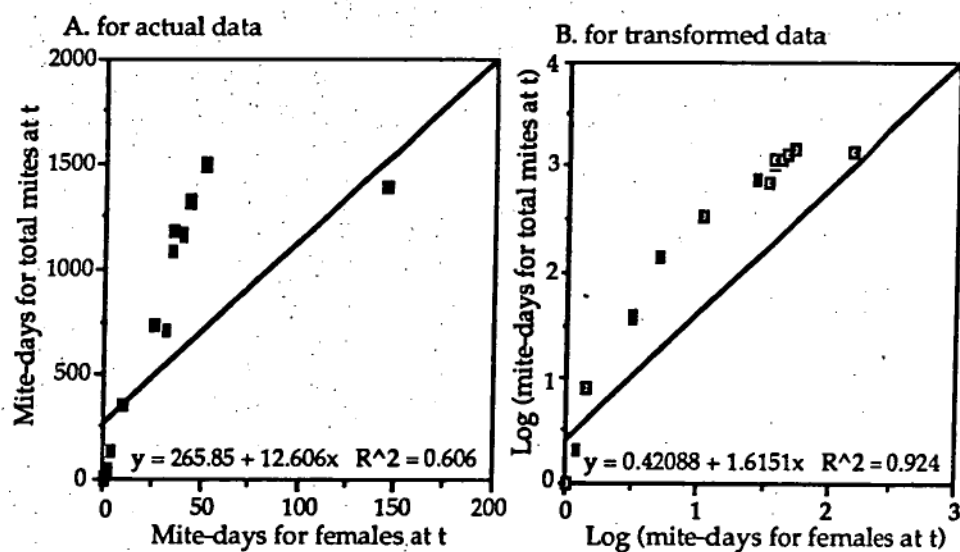 A. for actual data
2000
1500
1000
500
0
Mite-days for total mites at t
y = 265.85 + 12.606x R^2 = 0.606
0 50 100 150 200
Mite-days for females at t
B. for transformed data
4
3
2
1
0
Log (mite-days for total mites at t)
y = 0.42088 + 1.6151x R^2 = 0.924
0 1 2 3
Log (mite-days for females at t)